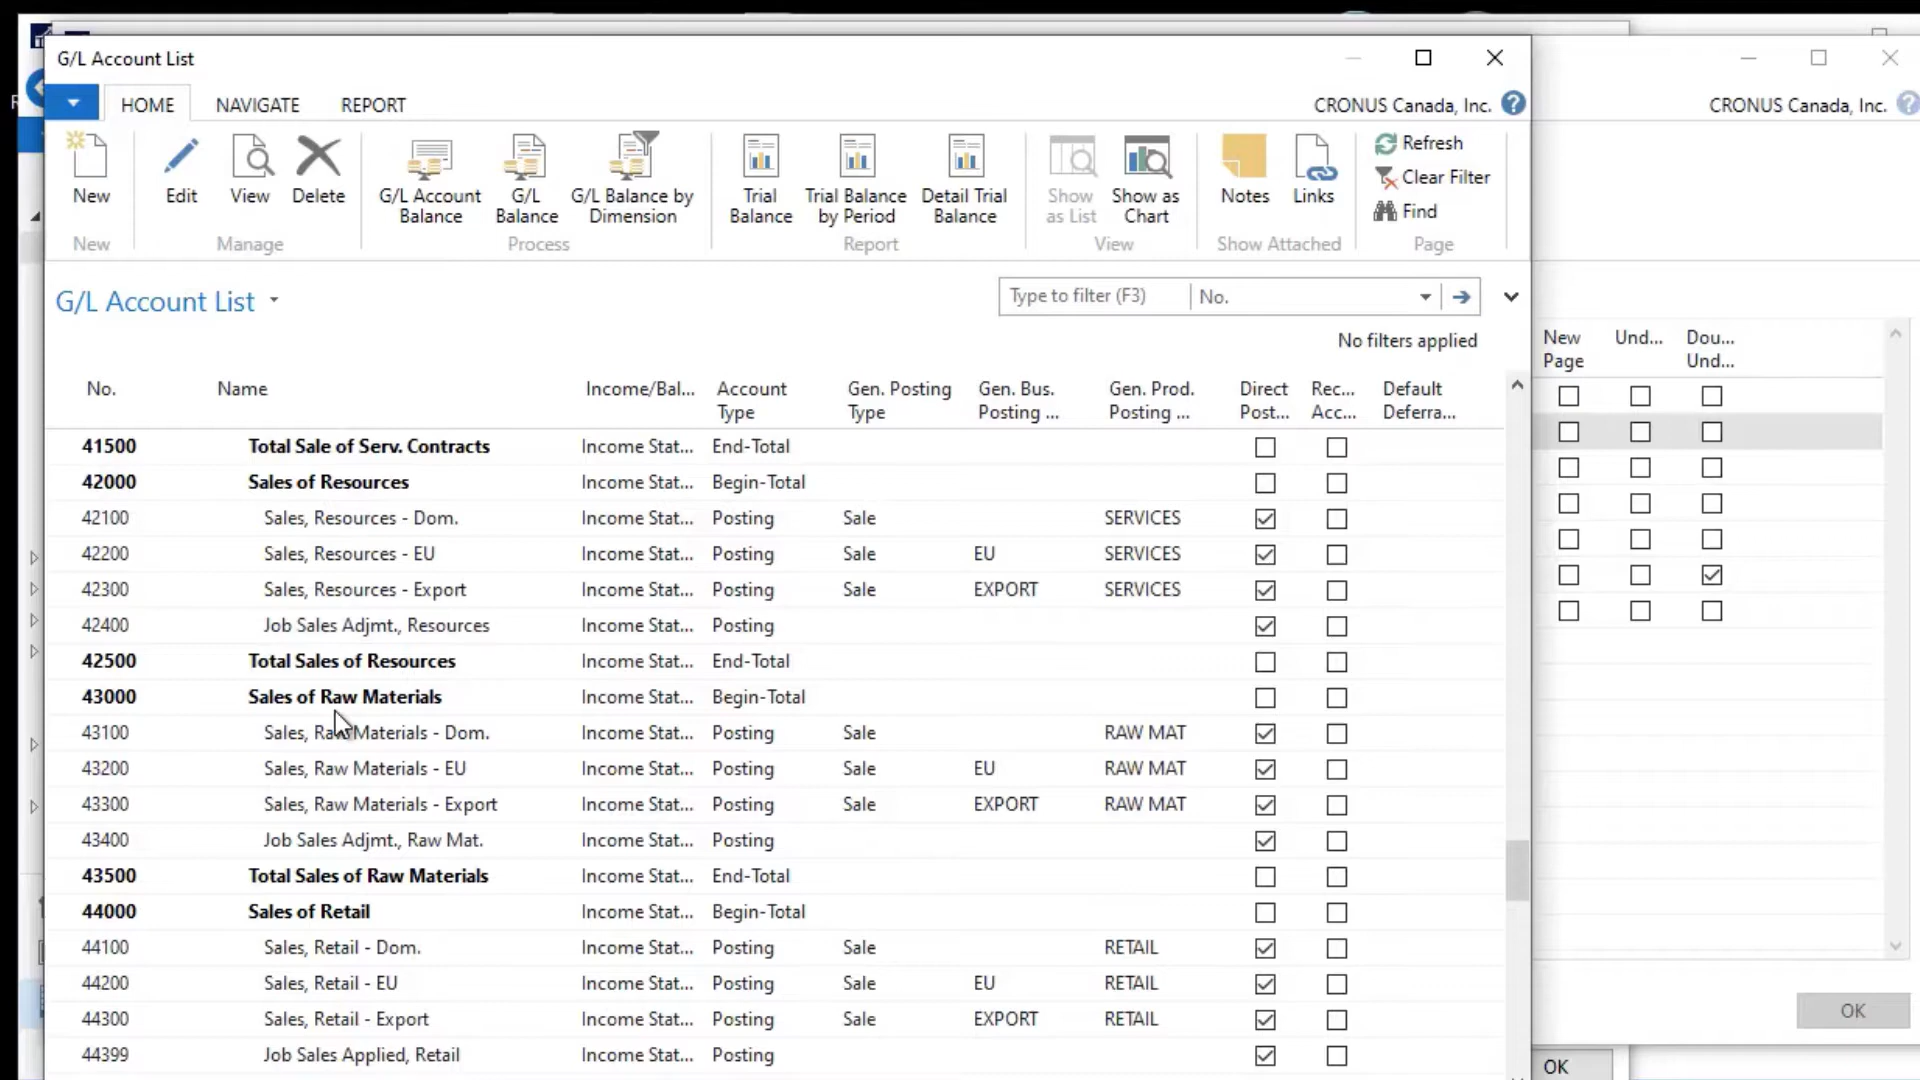 G/L Account List
HOME NAVIGATE REPORT CRONUS Canada, Inc. ?
CRONUS Canada, Inc. ?
New
Edit View Delete
G/L Account Balance
G/L Balance
G/L Balance by Dimension
Trial Balance
Trial Balance by Period
Detail Trial Balance
Show as List
Show as Chart
Notes Links
Refresh
Clear Filter
Find
New Manage Process Report View Show Attached Page
G/L Account List
Type to filter (F3) No.
No filters applied
No. Name Income/Bal... Account Type Gen. Posting Type Gen. Bus. Posting ... Gen. Prod. Posting ... Direct Post... Rec... Acc... Default Deferra...
41500 Total Sale of Serv. Contracts Income Stat... End-Total
42000 Sales of Resources Income Stat... Begin-Total
42100 Sales, Resources - Dom. Income Stat... Posting Sale SERVICES
42200 Sales, Resources - EU Income Stat... Posting Sale EU SERVICES
42300 Sales, Resources - Export Income Stat... Posting Sale EXPORT SERVICES
42400 Job Sales Adjmt., Resources Income Stat... Posting
42500 Total Sales of Resources Income Stat... End-Total
43000 Sales of Raw Materials Income Stat... Begin-Total
43100 Sales, Raw Materials - Dom. Income Stat... Posting Sale RAW MAT
43200 Sales, Raw Materials - EU Income Stat... Posting Sale EU RAW MAT
43300 Sales, Raw Materials - Export Income Stat... Posting Sale EXPORT RAW MAT
43400 Job Sales Adjmt., Raw Mat. Income Stat... Posting
43500 Total Sales of Raw Materials Income Stat... End-Total
44000 Sales of Retail Income Stat... Begin-Total
44100 Sales, Retail - Dom. Income Stat... Posting Sale RETAIL
44200 Sales, Retail - EU Income Stat... Posting Sale EU RETAIL
44300 Sales, Retail - Export Income Stat... Posting Sale EXPORT RETAIL
44399 Job Sales Applied, Retail Income Stat... Posting
New Page Und... Dou... Und...
OK
OK